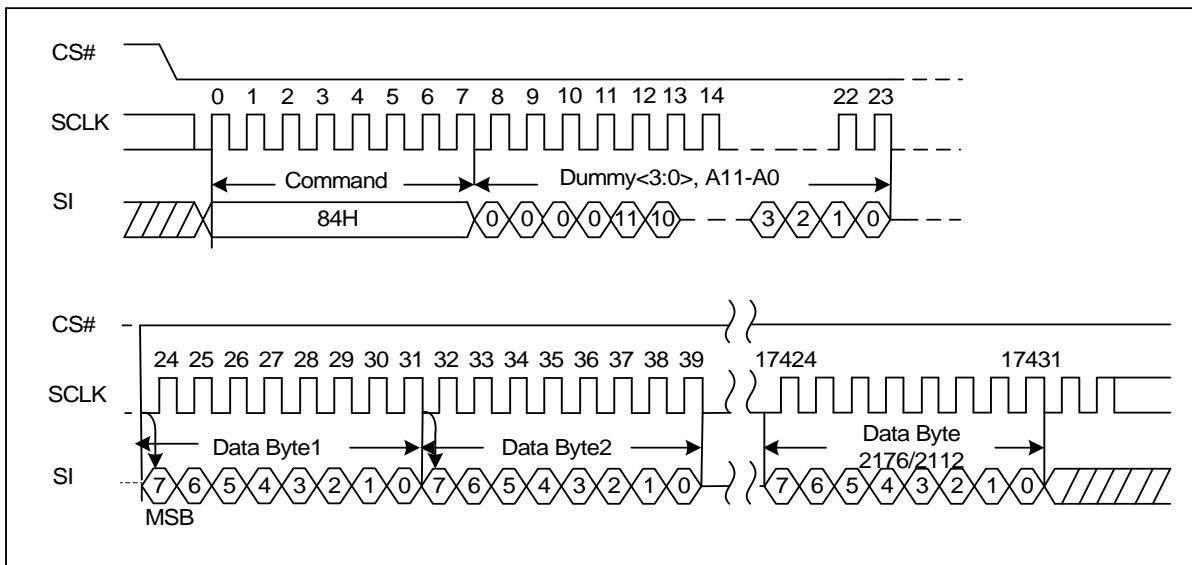 CS#
0 1 2 3 4 5 6 7 8 9 10 11 12 13 14 22 23
SCLK
Command Dummy<3:0>, A11-A0
SI
84H 0 0 0 0 11 10 3 2 1 0
CS#
24 25 26 27 28 29 30 31 32 33 34 35 36 37 38 39 17424 17431
SCLK
Data Byte1 Data Byte2 Data Byte
2176/2112
SI
7 6 5 4 3 2 1 0 7 6 5 4 3 2 1 0 7 6 5 4 3 2 1 0
MSB